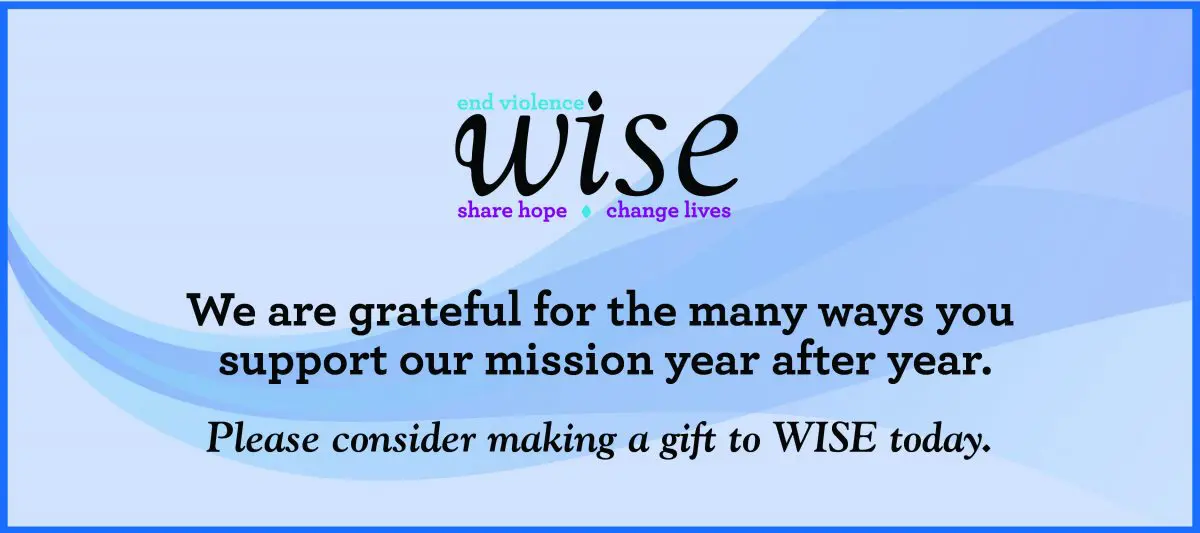 end violence
wise
share hope change lives
We are grateful for the many ways you
support our mission year after year.
Please consider making a gift to WISE today.